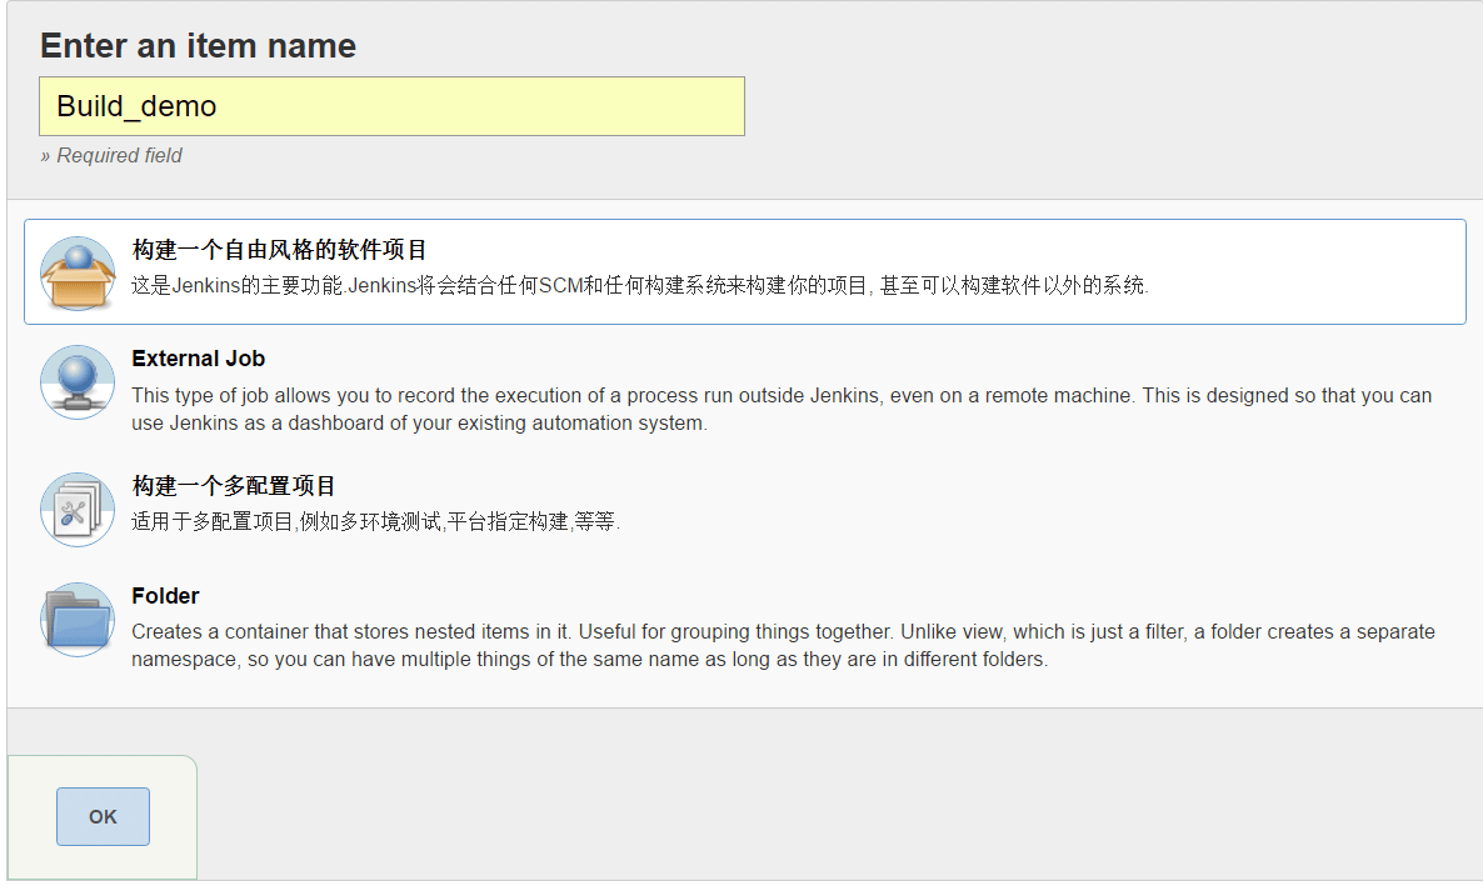 Enter an item name
Build_demo
» Required field
构建一个自由风格的软件项目
这是Jenkins的主要功能.Jenkins将会结合任何SCM和任何构建系统来构建你的项目, 甚至可以构建软件以外的系统.
External Job
This type of job allows you to record the execution of a process run outside Jenkins, even on a remote machine. This is designed so that you can
use Jenkins as a dashboard of your existing automation system.
构建一个多配置项目
适用于多配置项目,例如多环境测试,平台指定构建,等等.
Folder
Creates a container that stores nested items in it. Useful for grouping things together. Unlike view, which is just a filter, a folder creates a separate
namespace, so you can have multiple things of the same name as long as they are in different folders.
OK